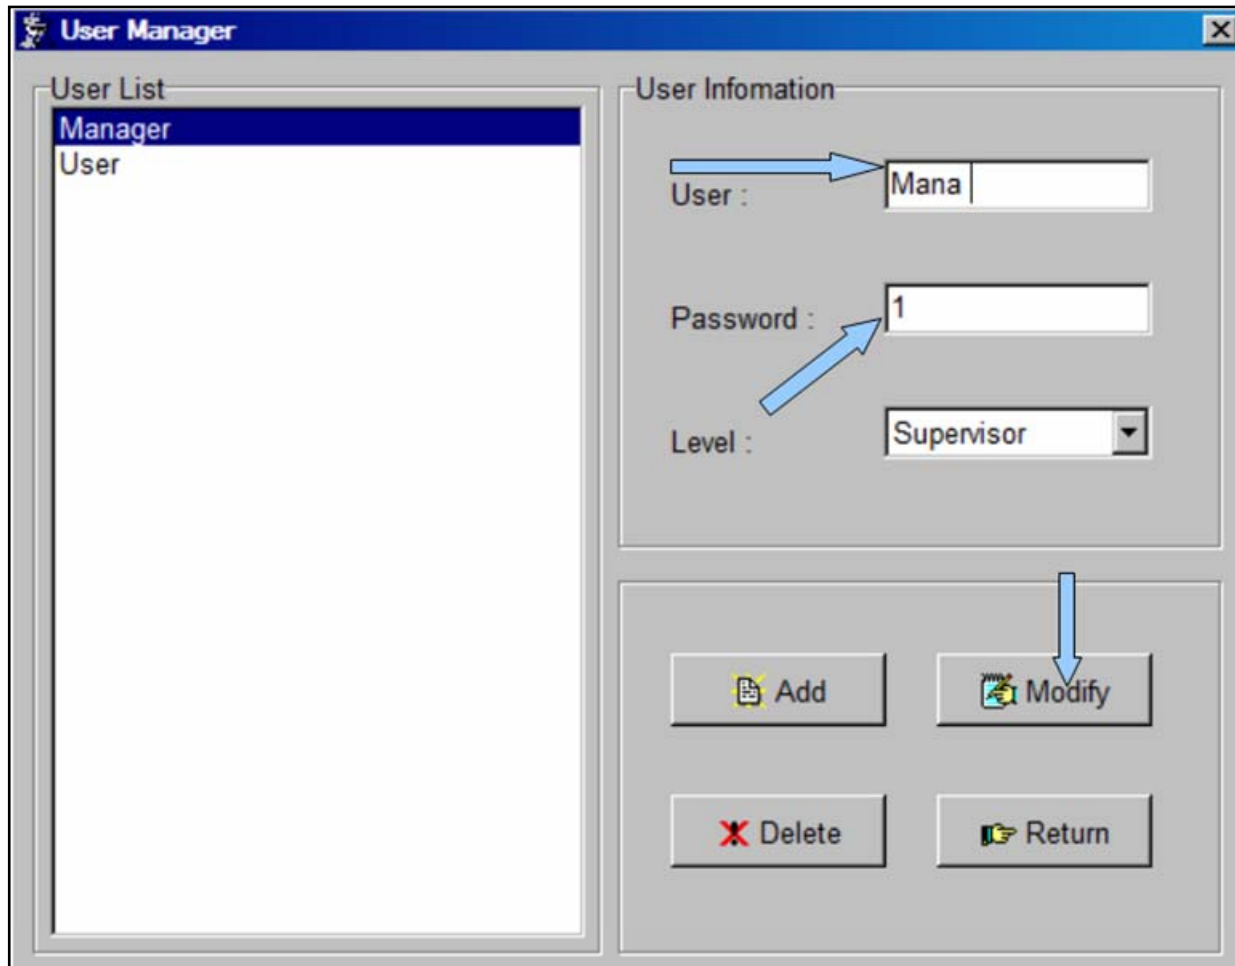 User Manager
User List
Manager
User
User Infomation
User :
Mana
Password :
1
Level :
Supervisor
Add
Modify
Delete
Return